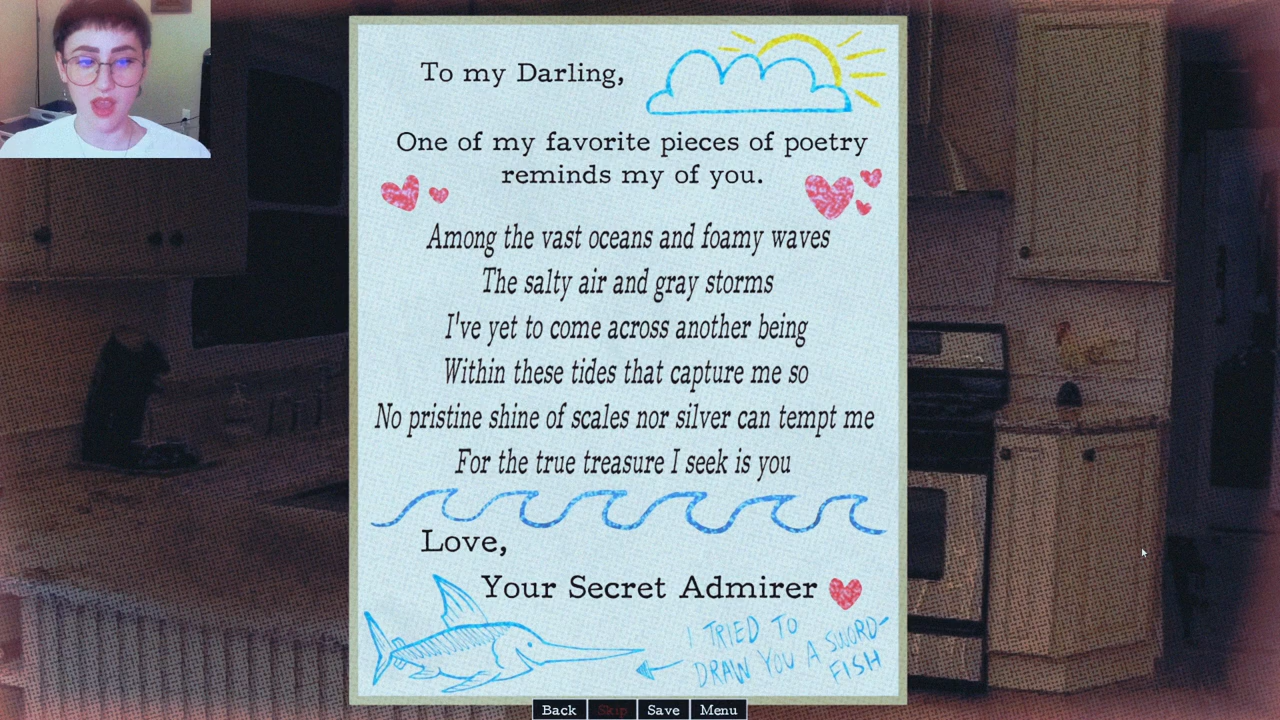 To my Darling,
One of my favorite pieces of poetry
reminds my of you.
Among the vast oceans and foamy waves
The salty air and gray storms
I've yet to come across another being
Within these tides that capture me so
No pristine shine of scales nor silver can tempt me
For the true treasure I seek is you
Love,
Your Secret Admirer
I TRIED TO
DRAW YOU A SWORD-
FISH
Back Skip Save Menu